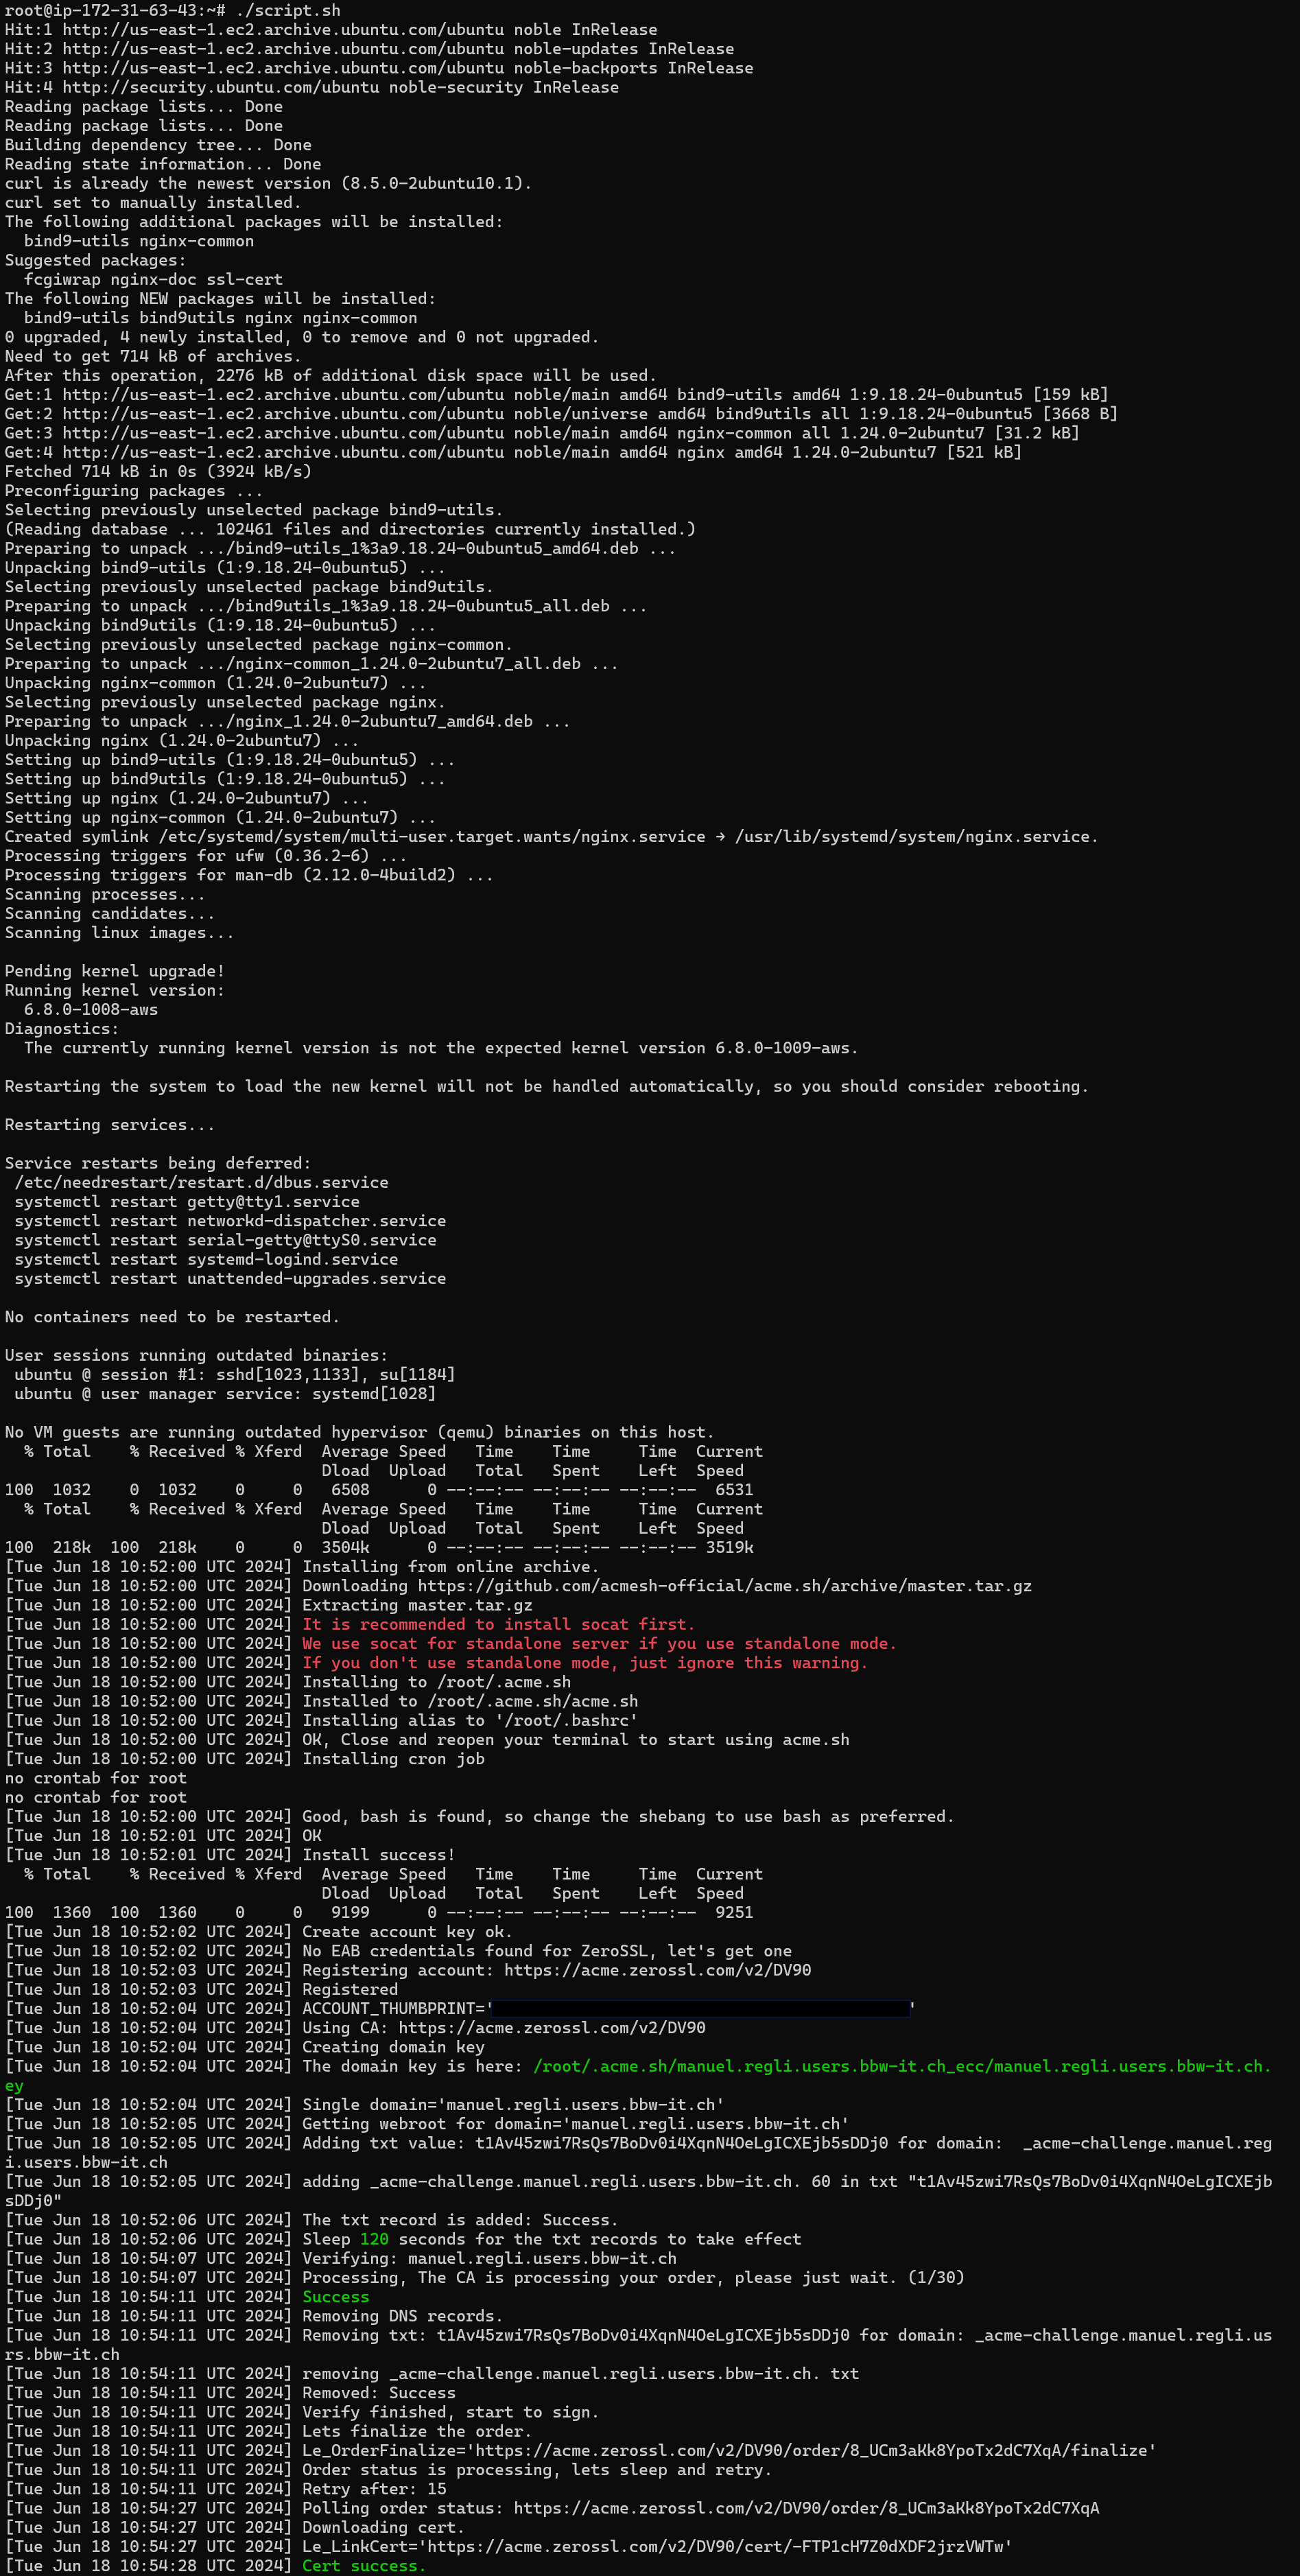 root@ip-172-31-63-43:~# ./script.sh
Hit:1 http://us-east-1.ec2.archive.ubuntu.com/ubuntu noble InRelease
Hit:2 http://us-east-1.ec2.archive.ubuntu.com/ubuntu noble-updates InRelease
Hit:3 http://us-east-1.ec2.archive.ubuntu.com/ubuntu noble-backports InRelease
Hit:4 http://security.ubuntu.com/ubuntu noble-security InRelease
Reading package lists... Done
Reading package lists... Done
Building dependency tree... Done
Reading state information... Done
curl is already the newest version (8.5.0-2ubuntu10.1).
curl set to manually installed.
The following additional packages will be installed:
  bind9-utils nginx-common
Suggested packages:
  fcgiwrap nginx-doc ssl-cert
The following NEW packages will be installed:
  bind9-utils bind9utils nginx nginx-common
0 upgraded, 4 newly installed, 0 to remove and 0 not upgraded.
Need to get 714 kB of archives.
After this operation, 2276 kB of additional disk space will be used.
Get:1 http://us-east-1.ec2.archive.ubuntu.com/ubuntu noble/main amd64 bind9-utils amd64 1:9.18.24-0ubuntu5 [159 kB]
Get:2 http://us-east-1.ec2.archive.ubuntu.com/ubuntu noble/universe amd64 bind9utils all 1:9.18.24-0ubuntu5 [3668 B]
Get:3 http://us-east-1.ec2.archive.ubuntu.com/ubuntu noble/main amd64 nginx-common all 1.24.0-2ubuntu7 [31.2 kB]
Get:4 http://us-east-1.ec2.archive.ubuntu.com/ubuntu noble/main amd64 nginx amd64 1.24.0-2ubuntu7 [521 kB]
Fetched 714 kB in 0s (3924 kB/s)
Preconfiguring packages ...
Selecting previously unselected package bind9-utils.
(Reading database ... 102461 files and directories currently installed.)
Preparing to unpack .../bind9-utils_1%3a9.18.24-0ubuntu5_amd64.deb ...
Unpacking bind9-utils (1:9.18.24-0ubuntu5) ...
Selecting previously unselected package bind9utils.
Preparing to unpack .../bind9utils_1%3a9.18.24-0ubuntu5_all.deb ...
Unpacking bind9utils (1:9.18.24-0ubuntu5) ...
Selecting previously unselected package nginx-common.
Preparing to unpack .../nginx-common_1.24.0-2ubuntu7_all.deb ...
Unpacking nginx-common (1.24.0-2ubuntu7) ...
Selecting previously unselected package nginx.
Preparing to unpack .../nginx_1.24.0-2ubuntu7_amd64.deb ...
Unpacking nginx (1.24.0-2ubuntu7) ...
Setting up bind9-utils (1:9.18.24-0ubuntu5) ...
Setting up bind9utils (1:9.18.24-0ubuntu5) ...
Setting up nginx (1.24.0-2ubuntu7) ...
Setting up nginx-common (1.24.0-2ubuntu7) ...
Created symlink /etc/systemd/system/multi-user.target.wants/nginx.service → /usr/lib/systemd/system/nginx.service.
Processing triggers for ufw (0.36.2-6) ...
Processing triggers for man-db (2.12.0-4build2) ...
Scanning processes...
Scanning candidates...
Scanning linux images...
Pending kernel upgrade!
Running kernel version:
  6.8.0-1008-aws
Diagnostics:
  The currently running kernel version is not the expected kernel version 6.8.0-1009-aws.
Restarting the system to load the new kernel will not be handled automatically, so you should consider rebooting.
Restarting services...
Service restarts being deferred:
 /etc/needrestart/restart.d/dbus.service
 systemctl restart getty@tty1.service
 systemctl restart networkd-dispatcher.service
 systemctl restart serial-getty@ttyS0.service
 systemctl restart systemd-logind.service
 systemctl restart unattended-upgrades.service
No containers need to be restarted.
User sessions running outdated binaries:
 ubuntu @ session #1: sshd[1023,1133], su[1184]
 ubuntu @ user manager service: systemd[1028]
No VM guests are running outdated hypervisor (qemu) binaries on this host.
  % Total    % Received % Xferd  Average Speed   Time    Time     Time  Current
                                 Dload  Upload   Total   Spent    Left  Speed
100  1032    0  1032    0     0   6508      0 --:--:-- --:--:-- --:--:--  6531
  % Total    % Received % Xferd  Average Speed   Time    Time     Time  Current
                                 Dload  Upload   Total   Spent    Left  Speed
100  218k  100  218k    0     0  3504k      0 --:--:-- --:--:-- --:--:-- 3519k
[Tue Jun 18 10:52:00 UTC 2024] Installing from online archive.
[Tue Jun 18 10:52:00 UTC 2024] Downloading https://github.com/acmesh-official/acme.sh/archive/master.tar.gz
[Tue Jun 18 10:52:00 UTC 2024] Extracting master.tar.gz
[Tue Jun 18 10:52:00 UTC 2024] It is recommended to install socat first.
[Tue Jun 18 10:52:00 UTC 2024] We use socat for standalone server if you use standalone mode.
[Tue Jun 18 10:52:00 UTC 2024] If you don't use standalone mode, just ignore this warning.
[Tue Jun 18 10:52:00 UTC 2024] Installing to /root/.acme.sh
[Tue Jun 18 10:52:00 UTC 2024] Installed to /root/.acme.sh/acme.sh
[Tue Jun 18 10:52:00 UTC 2024] Installing alias to '/root/.bashrc'
[Tue Jun 18 10:52:00 UTC 2024] OK, Close and reopen your terminal to start using acme.sh
[Tue Jun 18 10:52:00 UTC 2024] Installing cron job
no crontab for root
no crontab for root
[Tue Jun 18 10:52:00 UTC 2024] Good, bash is found, so change the shebang to use bash as preferred.
[Tue Jun 18 10:52:01 UTC 2024] OK
[Tue Jun 18 10:52:01 UTC 2024] Install success!
  % Total    % Received % Xferd  Average Speed   Time    Time     Time  Current
                                 Dload  Upload   Total   Spent    Left  Speed
100  1360  100  1360    0     0   9199      0 --:--:-- --:--:-- --:--:--  9251
[Tue Jun 18 10:52:02 UTC 2024] Create account key ok.
[Tue Jun 18 10:52:02 UTC 2024] No EAB credentials found for ZeroSSL, let's get one
[Tue Jun 18 10:52:03 UTC 2024] Registering account: https://acme.zerossl.com/v2/DV90
[Tue Jun 18 10:52:03 UTC 2024] Registered
[Tue Jun 18 10:52:04 UTC 2024] ACCOUNT_THUMBPRINT=' '
[Tue Jun 18 10:52:04 UTC 2024] Using CA: https://acme.zerossl.com/v2/DV90
[Tue Jun 18 10:52:04 UTC 2024] Creating domain key
[Tue Jun 18 10:52:04 UTC 2024] The domain key is here: /root/.acme.sh/manuel.regli.users.bbw-it.ch_ecc/manuel.regli.users.bbw-it.ch.
ey
[Tue Jun 18 10:52:04 UTC 2024] Single domain='manuel.regli.users.bbw-it.ch'
[Tue Jun 18 10:52:05 UTC 2024] Getting webroot for domain='manuel.regli.users.bbw-it.ch'
[Tue Jun 18 10:52:05 UTC 2024] Adding txt value: t1Av45zwi7RsQs7BoDv0i4XqnN4OeLgICXEjb5sDDj0 for domain:  _acme-challenge.manuel.reg
i.users.bbw-it.ch
[Tue Jun 18 10:52:05 UTC 2024] adding _acme-challenge.manuel.regli.users.bbw-it.ch. 60 in txt "t1Av45zwi7RsQs7BoDv0i4XqnN4OeLgICXEjb
sDDj0"
[Tue Jun 18 10:52:06 UTC 2024] The txt record is added: Success.
[Tue Jun 18 10:52:06 UTC 2024] Sleep 120 seconds for the txt records to take effect
[Tue Jun 18 10:54:07 UTC 2024] Verifying: manuel.regli.users.bbw-it.ch
[Tue Jun 18 10:54:07 UTC 2024] Processing, The CA is processing your order, please just wait. (1/30)
[Tue Jun 18 10:54:11 UTC 2024] Success
[Tue Jun 18 10:54:11 UTC 2024] Removing DNS records.
[Tue Jun 18 10:54:11 UTC 2024] Removing txt: t1Av45zwi7RsQs7BoDv0i4XqnN4OeLgICXEjb5sDDj0 for domain: _acme-challenge.manuel.regli.us
rs.bbw-it.ch
[Tue Jun 18 10:54:11 UTC 2024] removing _acme-challenge.manuel.regli.users.bbw-it.ch. txt
[Tue Jun 18 10:54:11 UTC 2024] Removed: Success
[Tue Jun 18 10:54:11 UTC 2024] Verify finished, start to sign.
[Tue Jun 18 10:54:11 UTC 2024] Lets finalize the order.
[Tue Jun 18 10:54:11 UTC 2024] Le_OrderFinalize='https://acme.zerossl.com/v2/DV90/order/8_UCm3aKk8YpoTx2dC7XqA/finalize'
[Tue Jun 18 10:54:11 UTC 2024] Order status is processing, lets sleep and retry.
[Tue Jun 18 10:54:11 UTC 2024] Retry after: 15
[Tue Jun 18 10:54:27 UTC 2024] Polling order status: https://acme.zerossl.com/v2/DV90/order/8_UCm3aKk8YpoTx2dC7XqA
[Tue Jun 18 10:54:27 UTC 2024] Downloading cert.
[Tue Jun 18 10:54:27 UTC 2024] Le_LinkCert='https://acme.zerossl.com/v2/DV90/cert/-FTP1cH7Z0dXDF2jrzVWTw'
[Tue Jun 18 10:54:28 UTC 2024] Cert success.